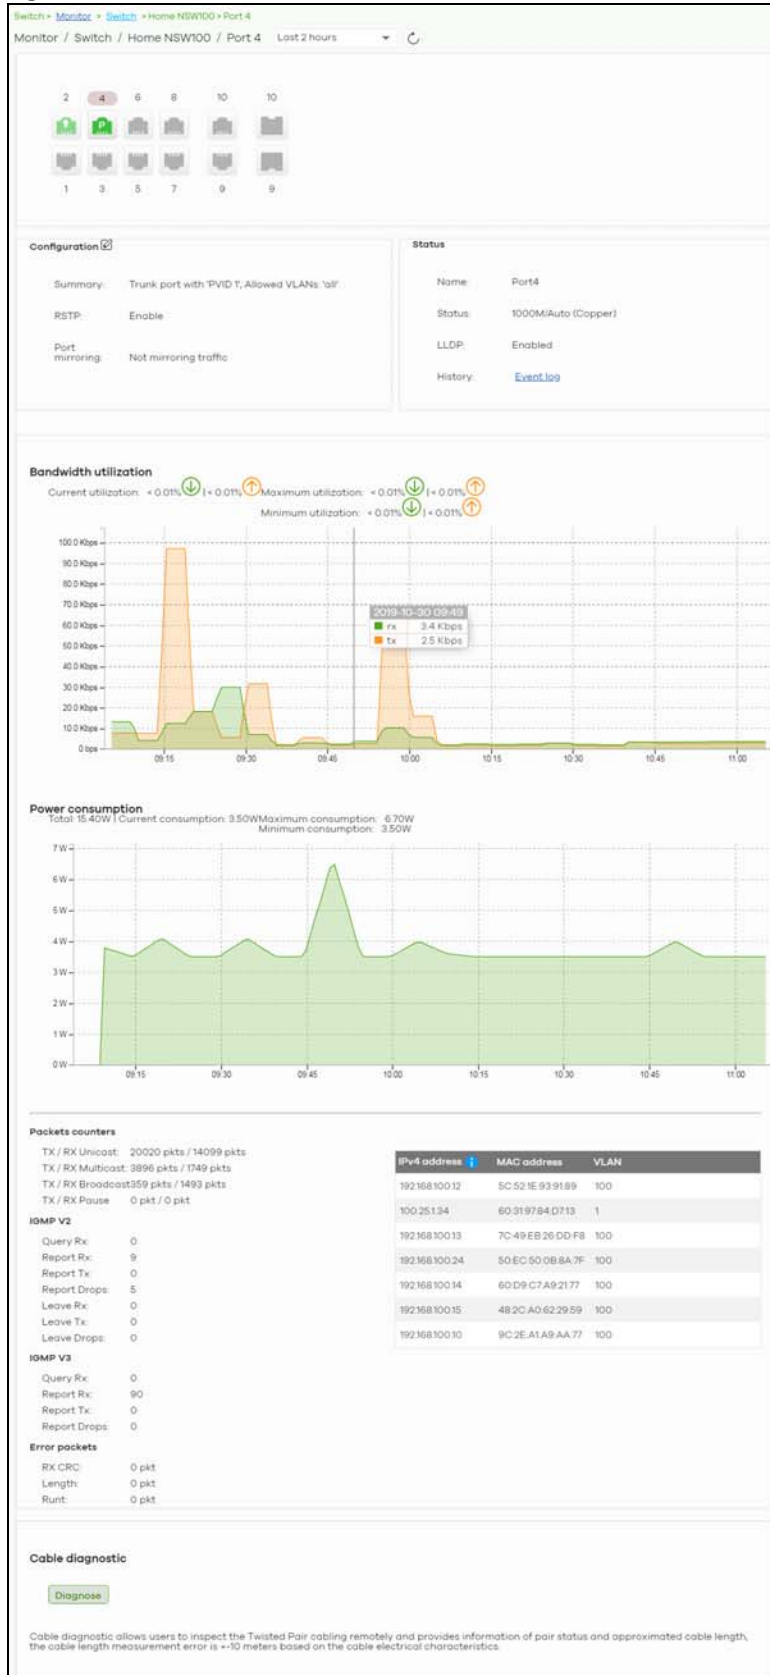 Switch > Monitor > Switch > Home NSW100 > Port 4
Monitor / Switch / Home NSW100 / Port 4 Last 2 hours
2 4 6 8 10 10
1 3 5 7 9 9
Configuration
Summary: Trunk port with 'PVID 1', Allowed VLANs: 'all'
RSTP: Enable
Port mirroring: Not mirroring traffic
Status
Name: Port4
Status: 1000M/Auto (Copper)
LLDP: Enabled
History: Event log
Bandwidth utilization
Current utilization: < 0.01% | < 0.01% Maximum utilization: < 0.01% | < 0.01%
Minimum utilization: < 0.01% | < 0.01%
100.0 Kbps
90.0 Kbps
80.0 Kbps
70.0 Kbps
60.0 Kbps
50.0 Kbps
40.0 Kbps
30.0 Kbps
20.0 Kbps
10.0 Kbps
0 bps
2019-10-30 09:49
rx 3.4 Kbps
tx 2.5 Kbps
09:15 09:30 09:45 10:00 10:15 10:30 10:45 11:00
Power consumption
Total: 15.40W | Current consumption: 3.50W Maximum consumption: 6.70W
Minimum consumption: 3.50W
7 W
6 W
5 W
4 W
3 W
2 W
1 W
0 W
09:15 09:30 09:45 10:00 10:15 10:30 10:45 11:00
Packets counters
TX / RX Unicast: 20020 pkts / 14099 pkts
TX / RX Multicast: 3896 pkts / 1749 pkts
TX / RX Broadcast359 pkts / 1493 pkts
TX / RX Pause 0 pkt / 0 pkt
IGMP V2
Query Rx: 0
Report Rx: 9
Report Tx: 0
Report Drops: 5
Leave Rx: 0
Leave Tx: 0
Leave Drops: 0
IGMP V3
Query Rx: 0
Report Rx: 90
Report Tx: 0
Report Drops: 0
Error packets
RX CRC: 0 pkt
Length: 0 pkt
Runt: 0 pkt
IPv4 address MAC address VLAN
192.168.100.12 5C:52:1E:93:91:89 100
100.25.1.34 60:31:97:84:D7:13 1
192.168.100.13 7C:49:EB:26:DD:F8 100
192.168.100.24 50:EC:50:0B:8A:7F 100
192.168.100.14 60:D9:C7:A9:21:77 100
192.168.100.15 48:2C:A0:62:29:59 100
192.168.100.10 9C:2E:A1:A9:AA:77 100
Cable diagnostic
Diagnose
Cable diagnostic allows users to inspect the Twisted Pair cabling remotely and provides information of pair status and approximated cable length,
the cable length measurement error is +-10 meters based on the cable electrical characteristics.